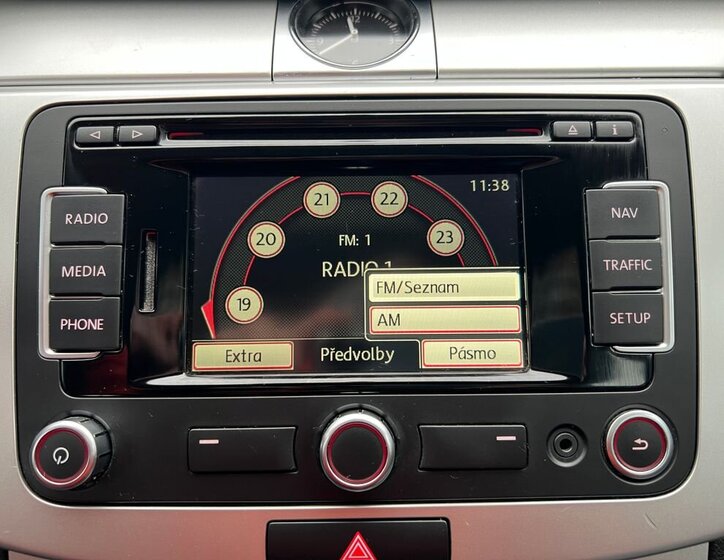 12
i
RADIO
MEDIA
PHONE
NAV
TRAFFIC
SETUP
11:38
19
20
21
22
23
FM: 1
RADIO 1
FM/Seznam
AM
Extra
Předvolby
Pásmo